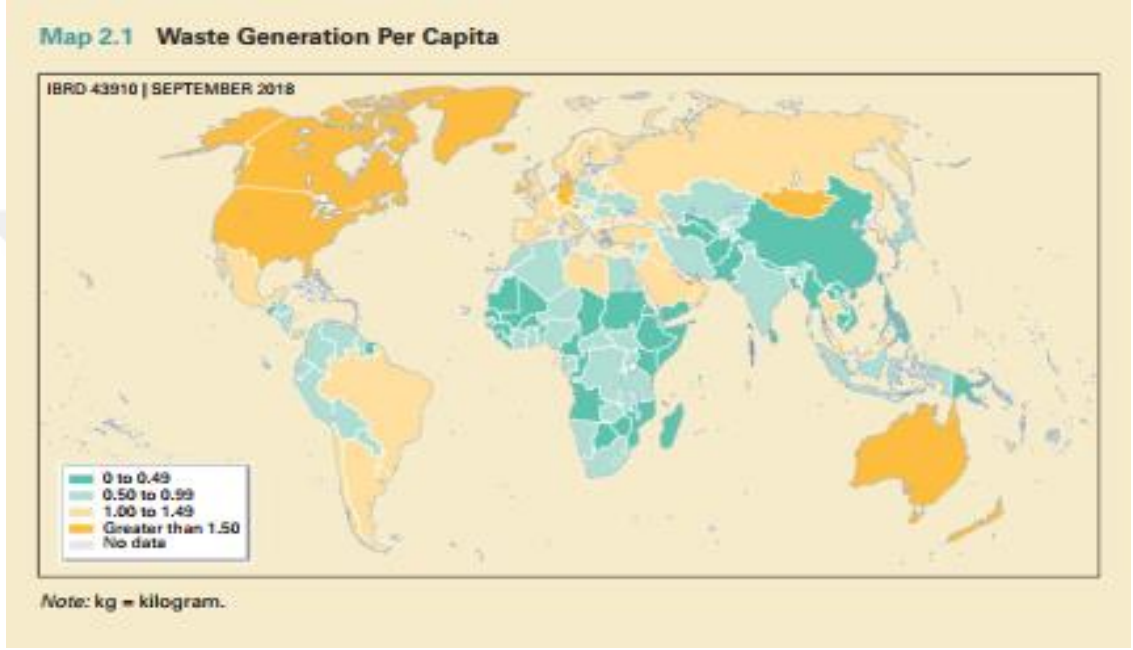 Map 2.1 Waste Generation Per Capita
IBRD 43910 | SEPTEMBER 2018
0 to 0.49
0.50 to 0.99
1.00 to 1.49
Greater than 1.50
No data
Note: kg = kilogram.